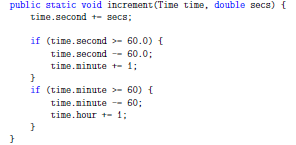 public static void increment(Time time, double secs) {
    time.second += secs;

    if (time.second >= 60.0) {
        time.second -= 60.0;
        time.minute += 1;
    }
    if (time.minute >= 60) {
        time.minute -= 60;
        time.hour += 1;
    }
}